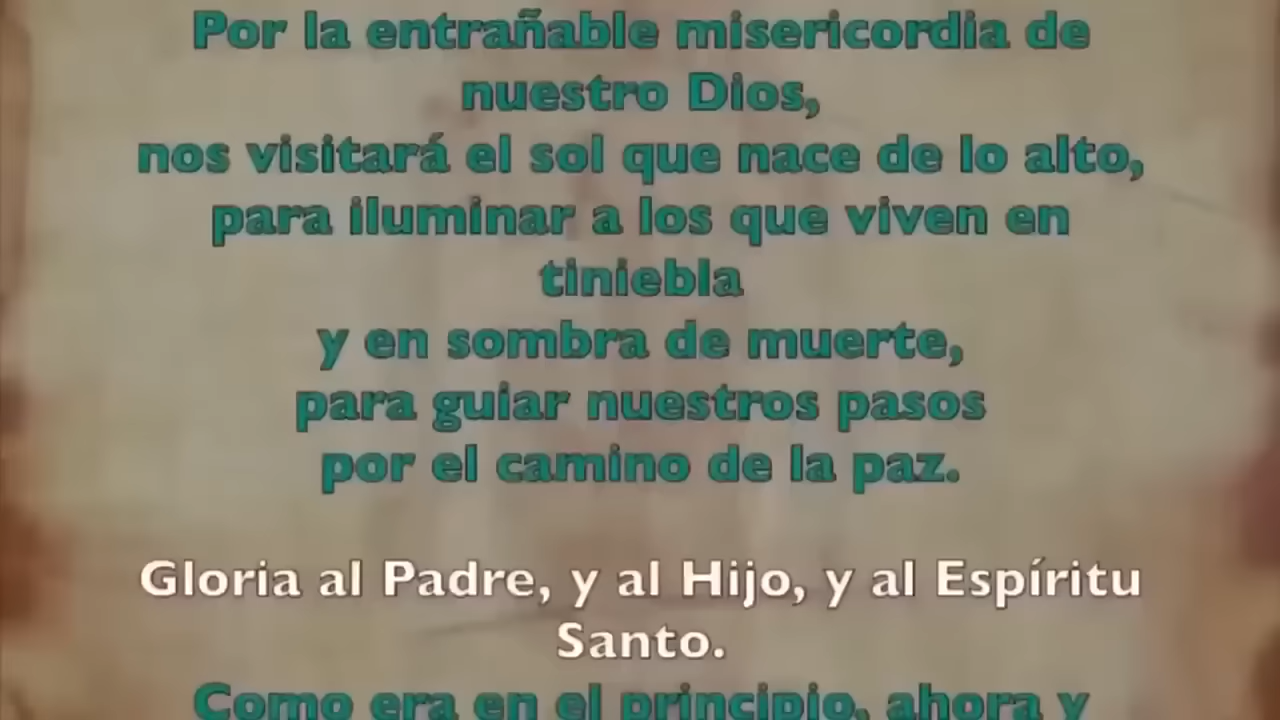 Por la entrañable misericordia de
nuestro Dios,
nos visitará el sol que nace de lo alto,
para iluminar a los que viven en
tiniebla
y en sombra de muerte,
para guiar nuestros pasos
por el camino de la paz.
Gloria al Padre, y al Hijo, y al Espíritu
Santo.
Como era en el principio, ahora y